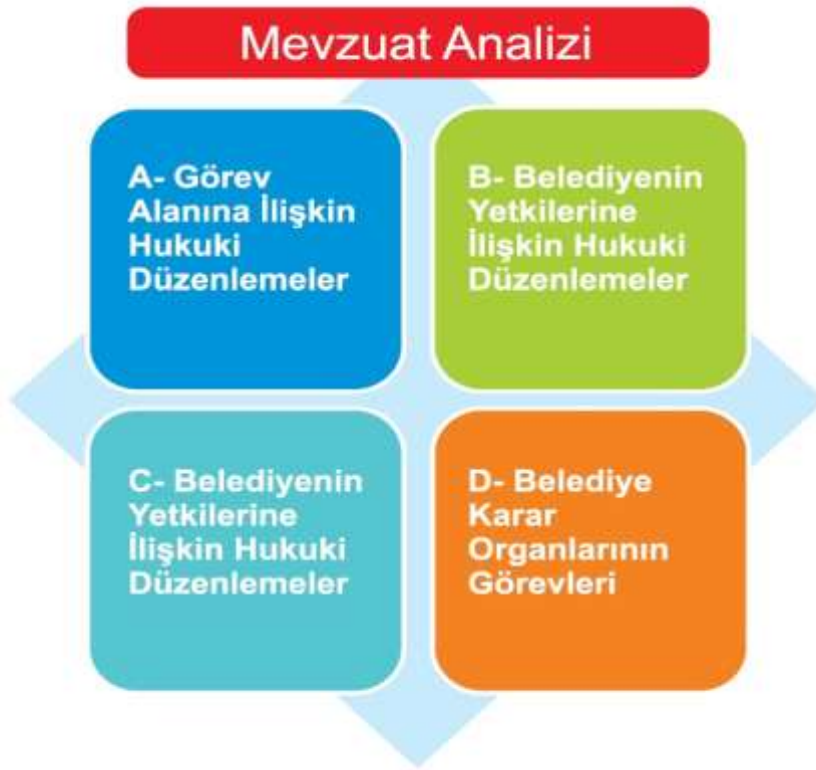 Mevzuat Analizi
A- Görev
Alanına İlişkin
Hukuki
Düzenlemeler
B- Belediyenin
Yetkilerine
İlişkin Hukuki
Düzenlemeler
C- Belediyenin
Yetkilerine
İlişkin Hukuki
Düzenlemeler
D- Belediye
Karar
Organlarının
Görevleri